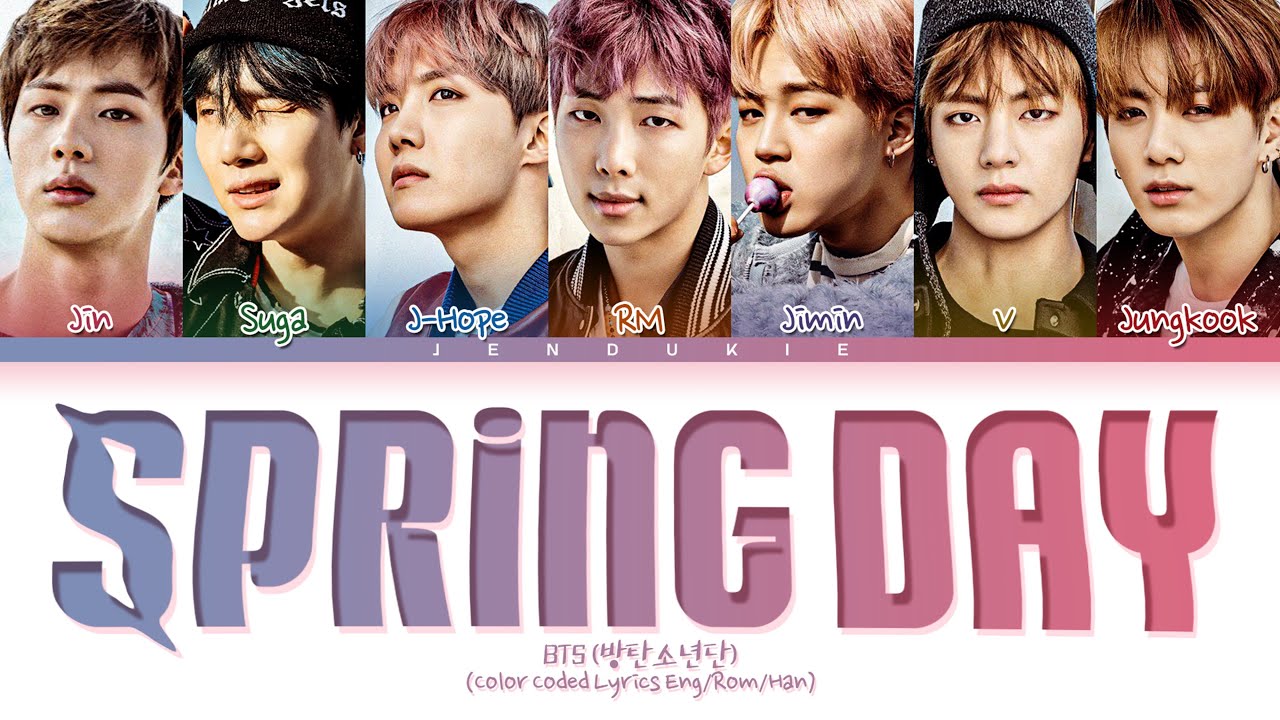 Jin
Suga
J-Hope
RM
Jimin
V
Jungkook
JENDUKIE
SPRING DAY
BTS (방탄소년단)
(Color Coded Lyrics Eng/Rom/Han)